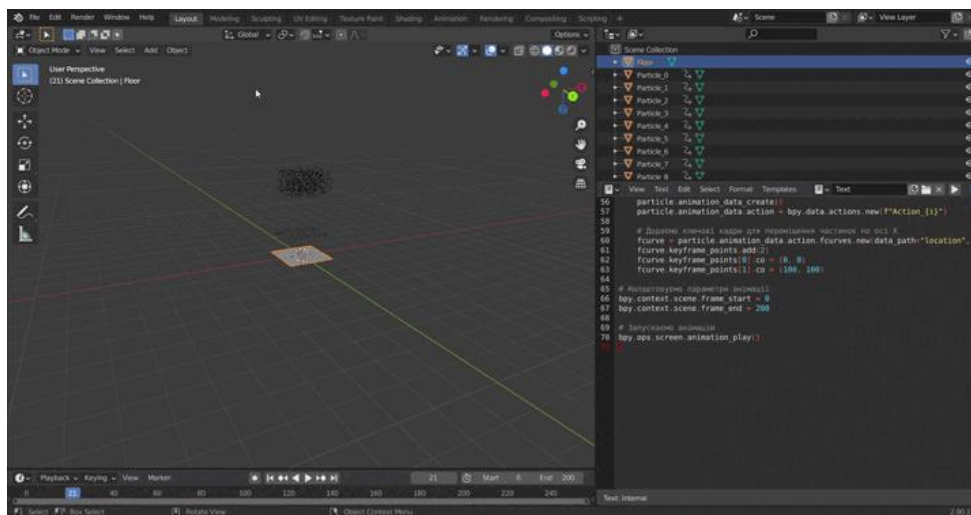 File Edit Render Window Help Layout Modeling Sculpting UV Editing Texture Paint Shading Animation Rendering Compositing Scripting + Scene View Layer
Global Options
Object Mode View Select Add Object
User Perspective
(21) Scene Collection | Floor
Scene Collection
Floor
Particle_0
Particle_1
Particle_2
Particle_3
Particle_4
Particle_5
Particle_6
Particle_7
Particle_8
View Text Edit Select Format Templates Text
56 particle.animation_data_create()
57 particle.animation_data.action = bpy.data.actions.new(f"Action_{i}")
58
59 # Додаємо ключові кадри для переміщення частинок по осі X
60 fcurve = particle.animation_data.action.fcurves.new(data_path="location",
61 fcurve.keyframe_points.add(2)
62 fcurve.keyframe_points[0].co = (0, 0)
63 fcurve.keyframe_points[1].co = (100, 100)
64
65 # Налаштовуємо параметри анімації
66 bpy.context.scene.frame_start = 0
67 bpy.context.scene.frame_end = 200
68
69 # Запускаємо анімацію
70 bpy.ops.screen.animation_play()
Playback Keying View Marker 21 Start 0 End 200
0 21 40 60 80 100 120 140 160 180 200 220 240
Text: Internal
Select Box Select Rotate View Object Context Menu 2.90.1